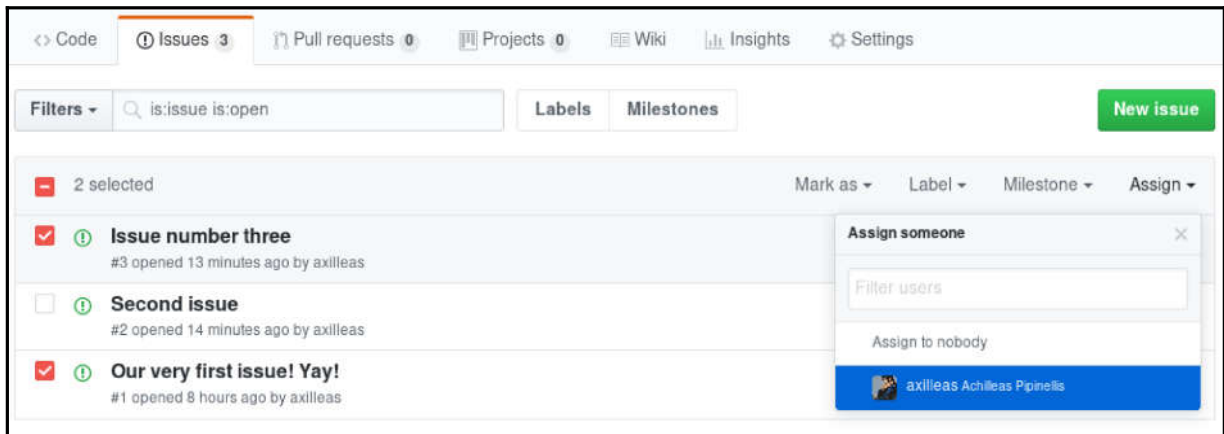 Code Issues 3 Pull requests 0 Projects 0 Wiki Insights Settings
Filters is:issue is:open Labels Milestones New issue
2 selected Mark as Label Milestone Assign
Issue number three
#3 opened 13 minutes ago by axilleas
Second issue
#2 opened 14 minutes ago by axilleas
Our very first issue! Yay!
#1 opened 8 hours ago by axilleas
Assign someone
Filter users
Assign to nobody
axilleas Achilleas Pipinellis